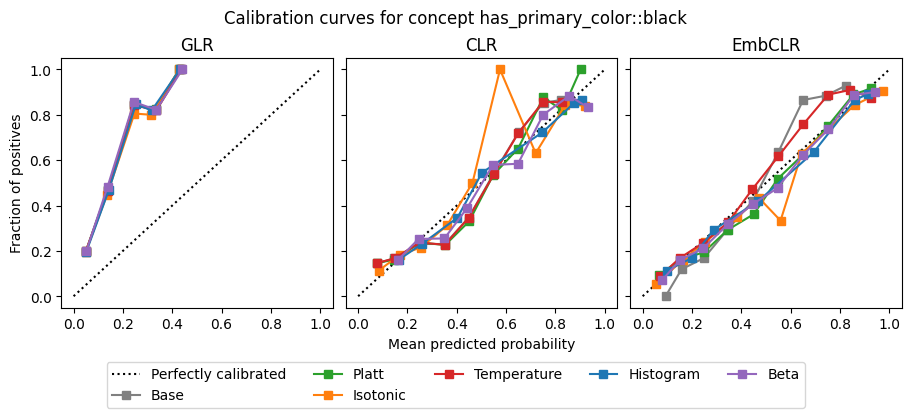 Calibration curves for concept has_primary_color::black
GLR
CLR
EmbCLR
Fraction of positives
1.0
0.8
0.6
0.4
0.2
0.0
0.0 0.2 0.4 0.6 0.8 1.0
0.0 0.2 0.4 0.6 0.8 1.0
0.0 0.2 0.4 0.6 0.8 1.0
Mean predicted probability
Perfectly calibrated Platt Temperature Histogram Beta
Base Isotonic